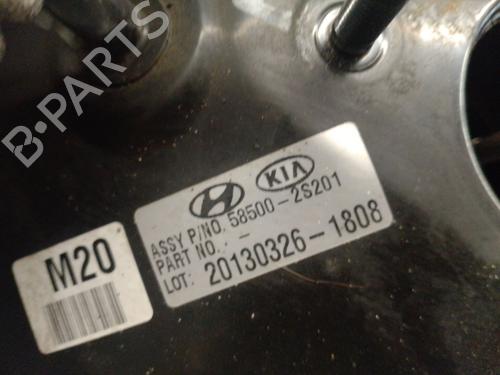 B-PARTS
KIA
ASSY P/NO. 58500-2S201
PART NO. -
LOT: 20130326-1808
M20